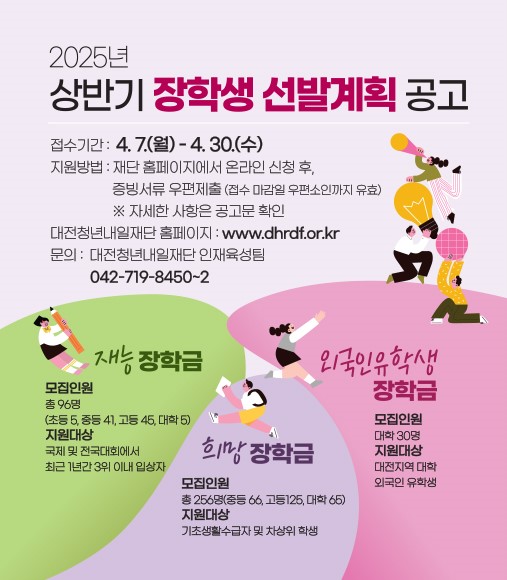 2025년
상반기 장학생 선발계획 공고
접수기간 : 4. 7.(월) - 4. 30.(수)
지원방법 : 재단 홈페이지에서 온라인 신청 후,
증빙서류 우편제출 (접수 마감일 우편소인까지 유효)
※ 자세한 사항은 공고문 확인
대전청년내일재단 홈페이지 : www.dhrdf.or.kr
문의 : 대전청년내일재단 인재육성팀
042-719-8450~2
재능 장학금
모집인원
총 96명
(초등 5, 중등 41, 고등 45, 대학 5)
지원대상
국제 및 전국대회에서
최근 1년간 3위 이내 입상자
희망 장학금
모집인원
총 256명(중등 66, 고등125, 대학 65)
지원대상
기초생활수급자 및 차상위 학생
외국인유학생
장학금
모집인원
대학 30명
지원대상
대전지역 대학
외국인 유학생